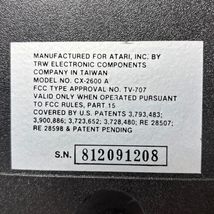 MANUFACTURED FOR ATARI, INC. BY
TRW ELECTRONIC COMPONENTS
COMPANY IN TAIWAN
MODEL NO. CX-2600 A
FCC TYPE APPROVAL NO. TV-707
VALID ONLY WHEN OPERATED PURSUANT
TO FCC RULES, PART 15
COVERED BY U.S. PATENTS 3,793,483;
3,900,886; 3,723,652; 3,728,480; RE 28507;
RE 28598 & PATENT PENDING
S.N. 812091208